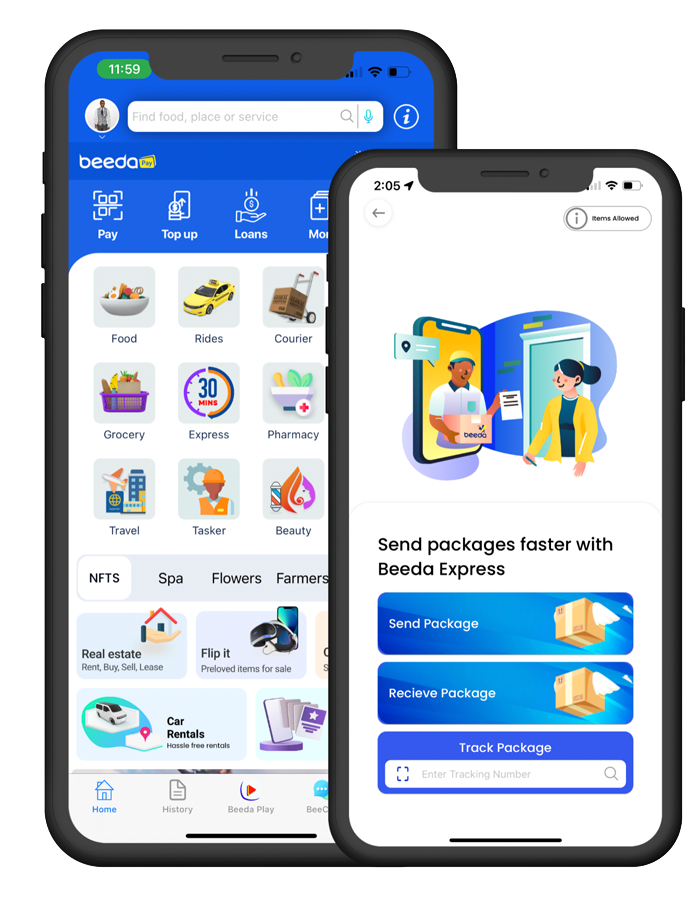 11:59
Find food, place or service
beeda Pay
Pay
Top up
Loans
Mor
Food
Rides
Courier
Grocery
30
MINS
Express
Pharmacy
Travel
Tasker
Beauty
NFTS
Spa
Flowers
Farmers
Real estate
Rent, Buy, Sell, Lease
Flip it
Preloved items for sale
Car
Rentals
Hassle free rentals
Home
History
Beeda Play
BeeC
2:05
Items Allowed
beeda
Send packages faster with
Beeda Express
Send Package
Recieve Package
Track Package
Enter Tracking Number